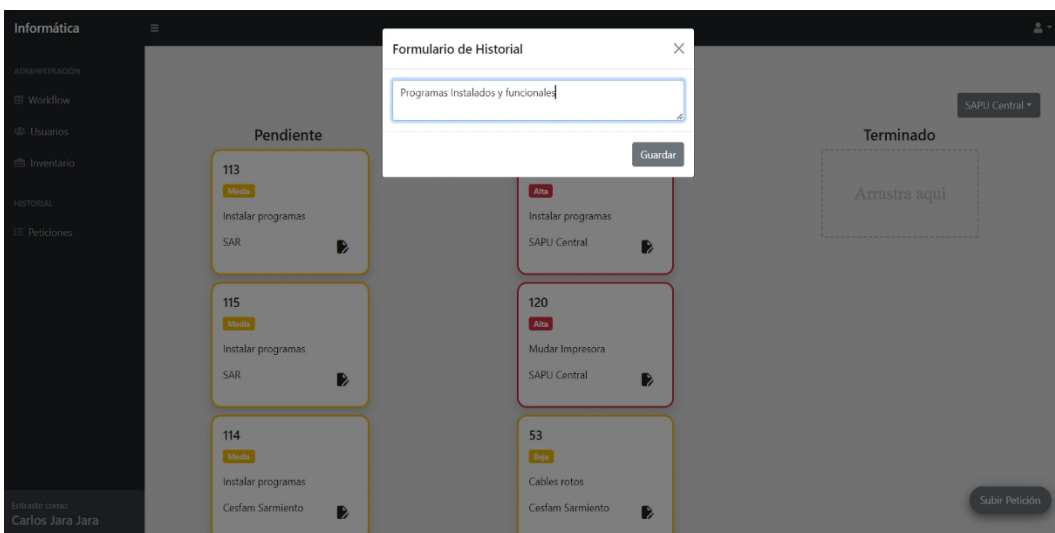 Informática
ADMINISTRACIÓN
Workflow
Usuarios
Inventario
HISTORIAL
Peticiones
Entraste como:
Carlos Jara Jara
Formulario de Historial
Programas Instalados y funcionales
Guardar
SAPU Central
Pendiente
113
Media
Instalar programas
SAR
115
Media
Instalar programas
SAR
114
Media
Instalar programas
Cesfam Sarmiento
Alta
Instalar programas
SAPU Central
120
Alta
Mudar Impresora
SAPU Central
53
Baja
Cables rotos
Cesfam Sarmiento
Terminado
Arrastra aquí
Subir Petición